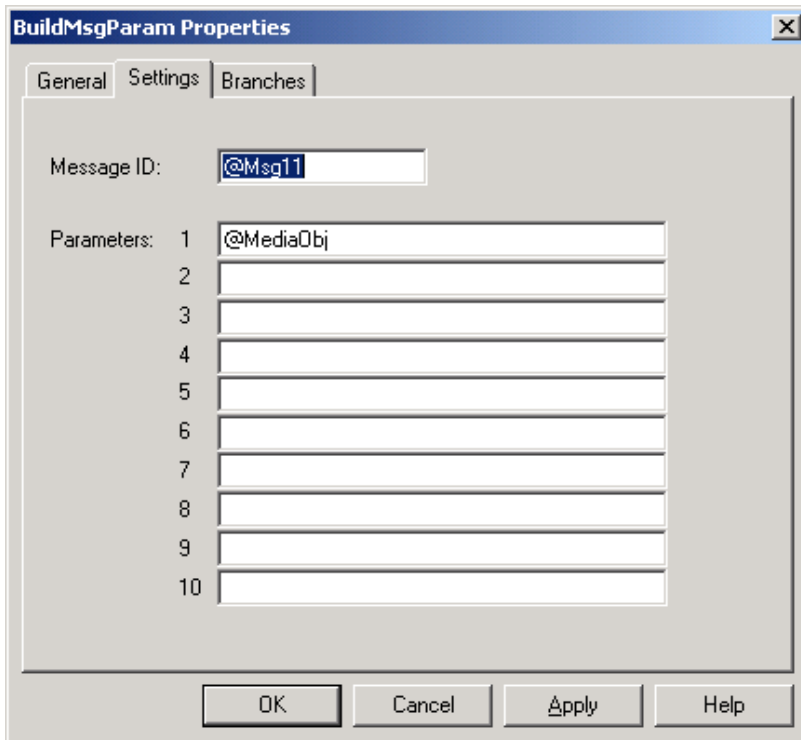 BuildMsgParam Properties
General Settings Branches
Message ID: @Msg11
Parameters: 1 @MediaObj
2
3
4
5
6
7
8
9
10
OK Cancel Apply Help